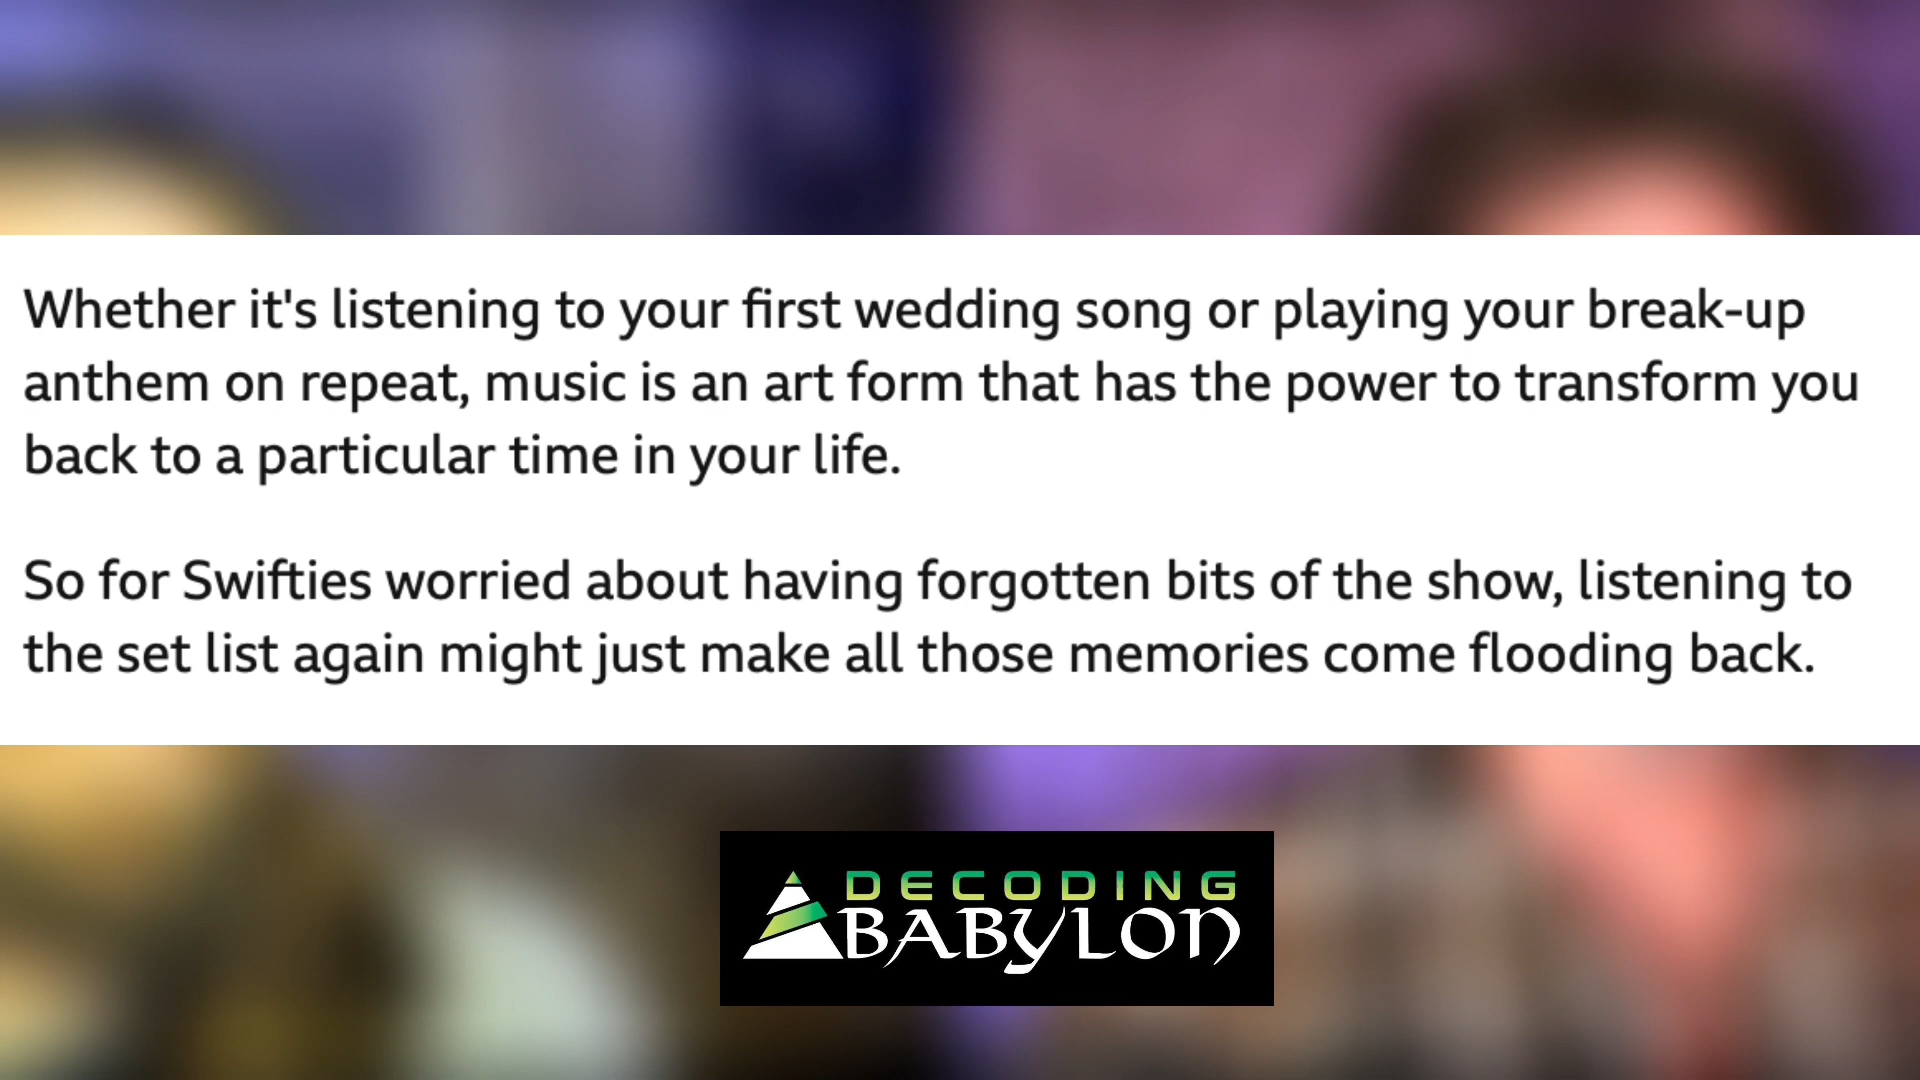 Whether it's listening to your first wedding song or playing your break-up
anthem on repeat, music is an art form that has the power to transform you
back to a particular time in your life.
So for Swifties worried about having forgotten bits of the show, listening to
the set list again might just make all those memories come flooding back.
DECODING
BABYLON